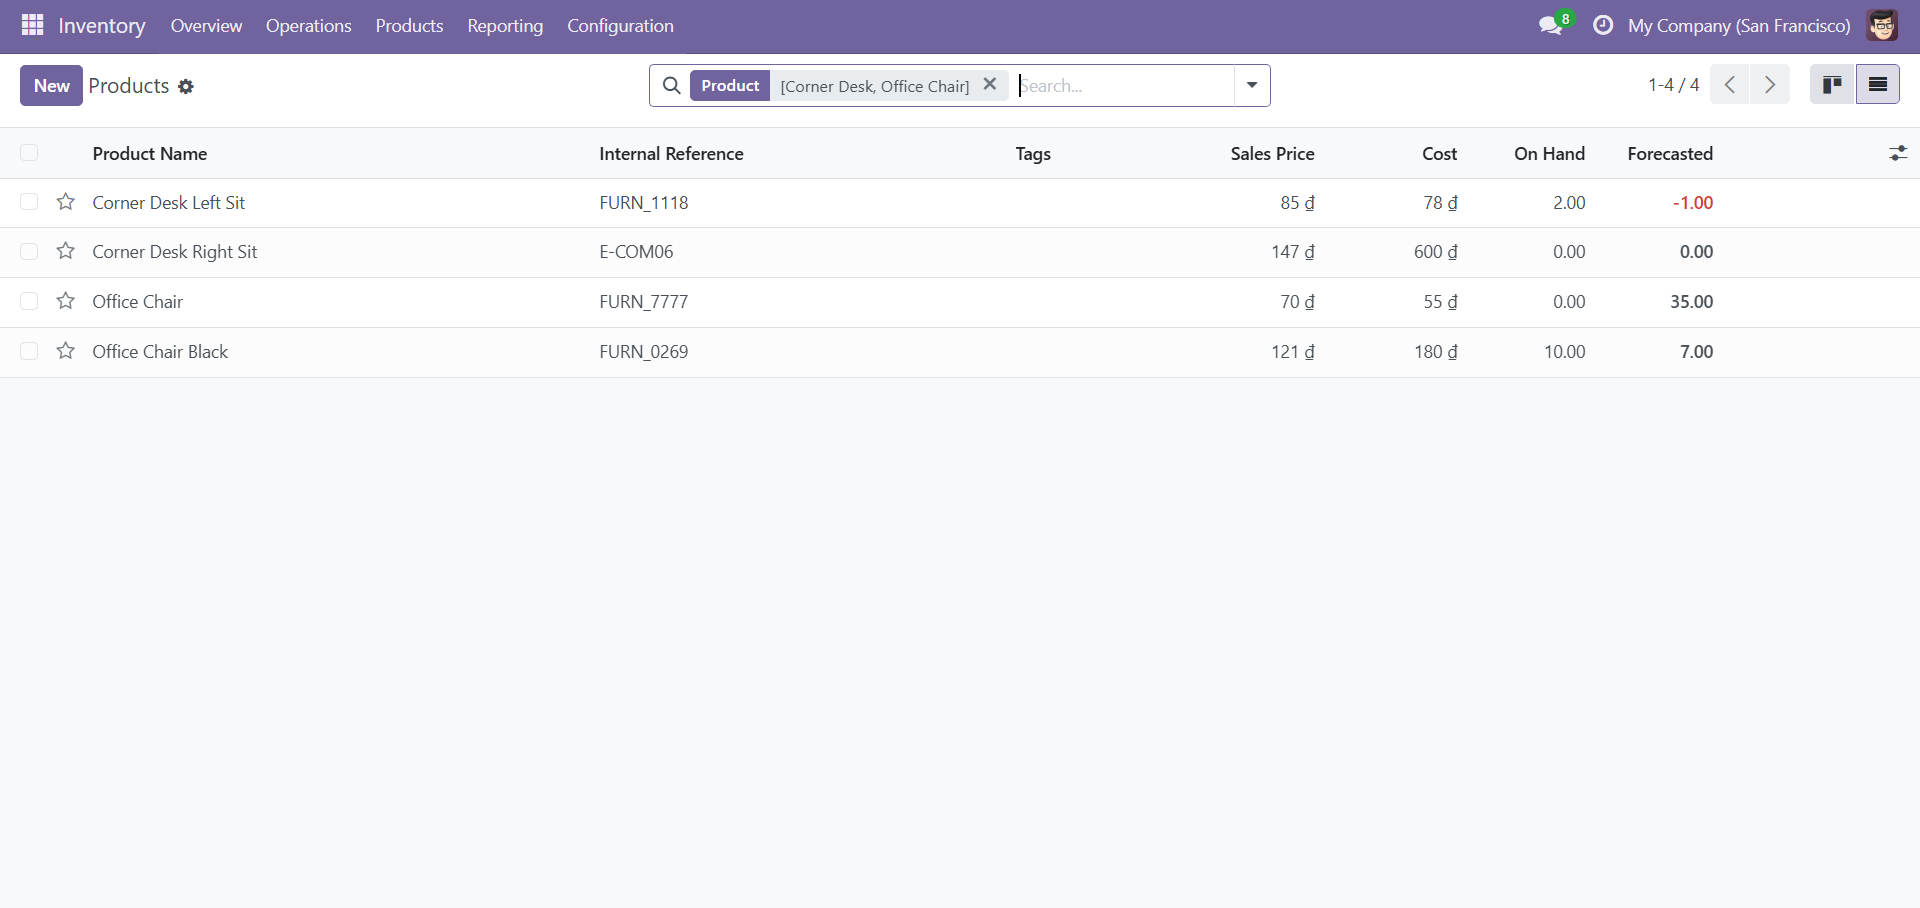 Inventory Overview Operations Products Reporting Configuration 8 My Company (San Francisco)
New Products Product [Corner Desk, Office Chair] Search... 1-4 / 4
Product Name Internal Reference Tags Sales Price Cost On Hand Forecasted
Corner Desk Left Sit FURN_1118 85 ₫ 78 ₫ 2.00 -1.00
Corner Desk Right Sit E-COM06 147 ₫ 600 ₫ 0.00 0.00
Office Chair FURN_7777 70 ₫ 55 ₫ 0.00 35.00
Office Chair Black FURN_0269 121 ₫ 180 ₫ 10.00 7.00